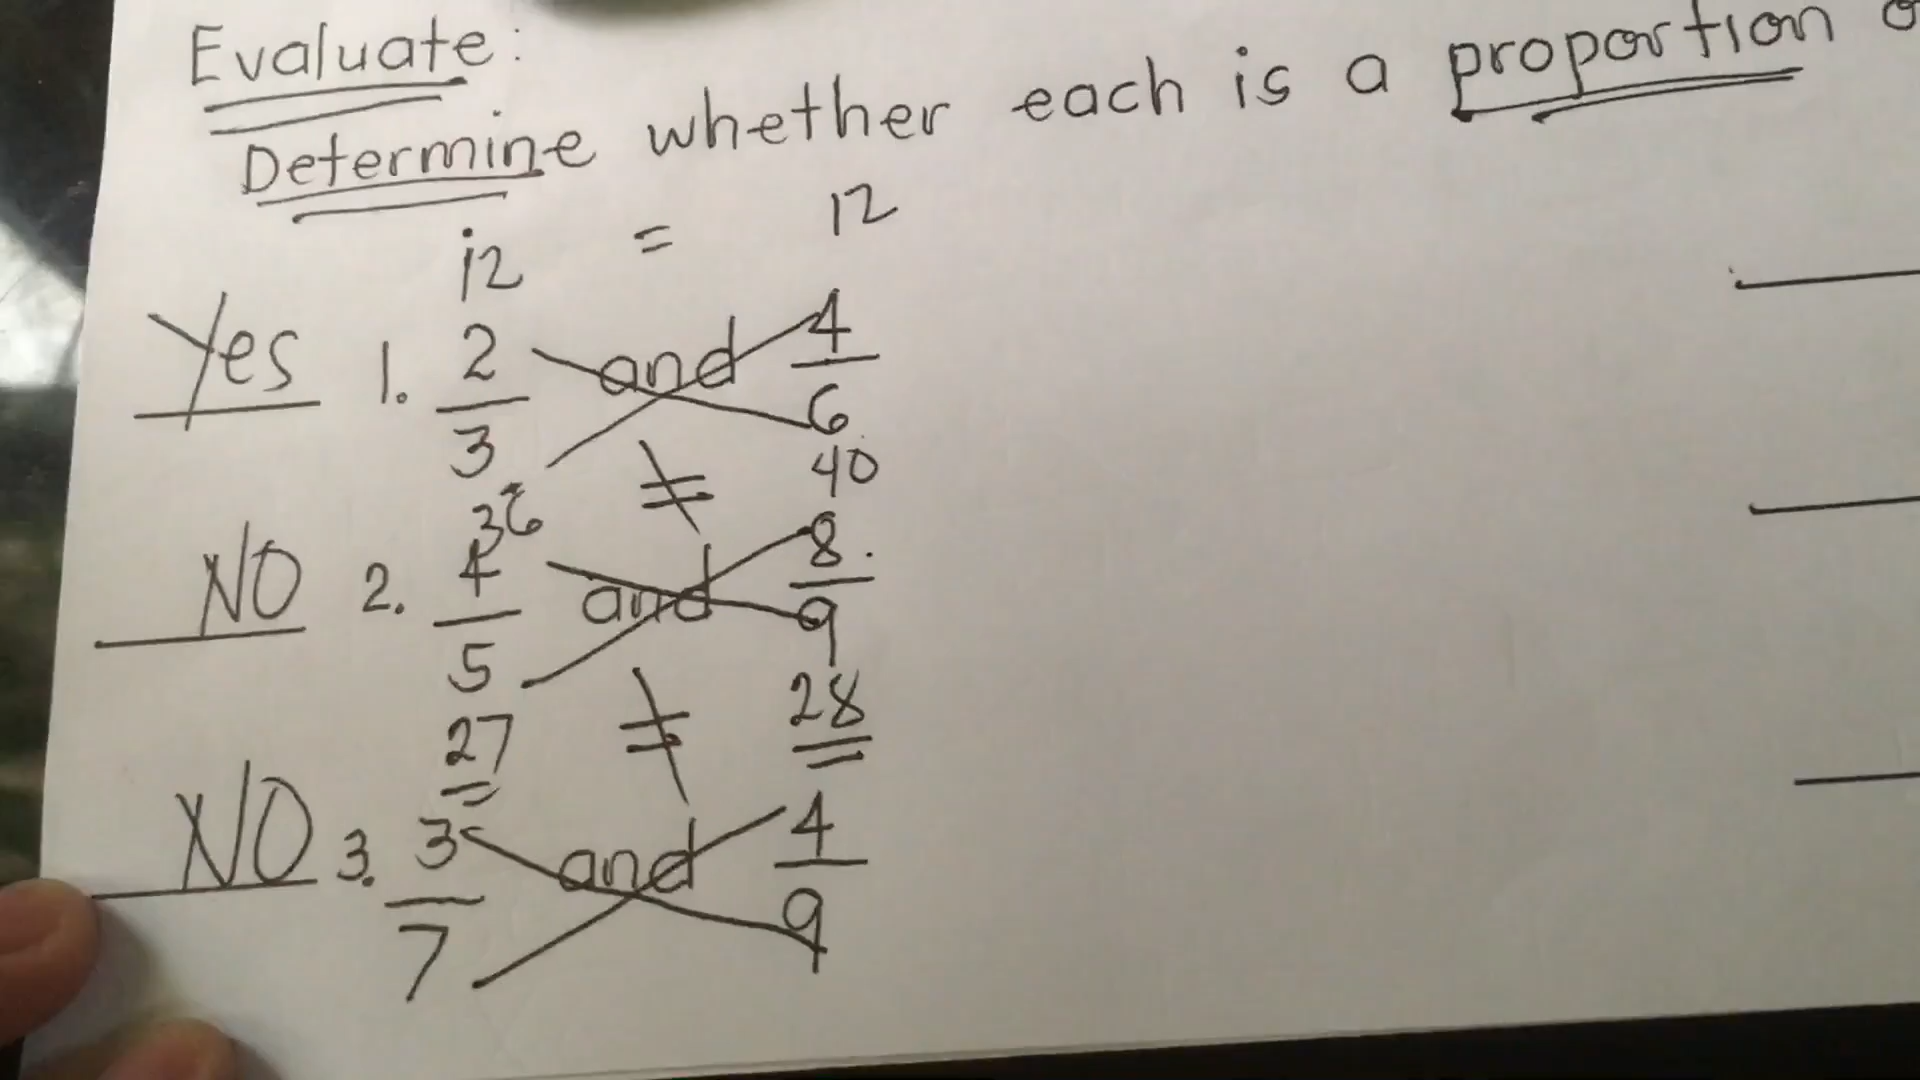 Evaluate:
Determine whether each is a proportion
12 = 12
Yes 1. 2/3 and 4/6
36 ≠ 40
NO 2. 4/5 and 8/9
27 ≠ 28
NO 3. 3/7 and 4/9